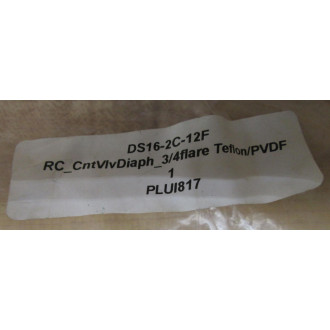 DS16-2C-12F
RC_CntVlvDiaph_3/4flare Teflon/PVDF
1
PLUI817